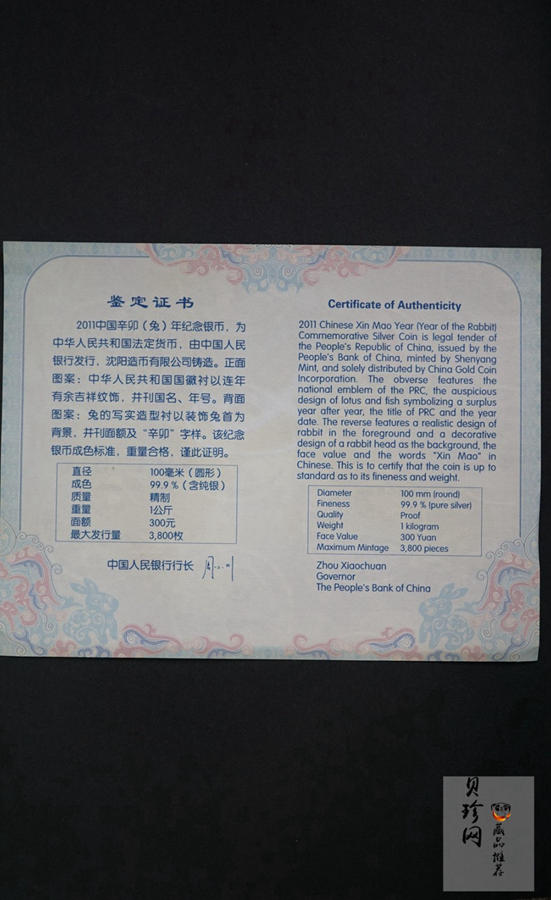 鉴定证书
2011中国辛卯（兔）年纪念银币，为
中华人民共和国法定货币，由中国人民
银行发行，沈阳造币有限公司铸造。正面
图案：中华人民共和国国徽衬以连年
有余吉祥纹饰，并刊国名、年号。背面
图案：兔的写实造型衬以装饰兔首为
背景，并刊面额及“辛卯”字样。该纪念
银币成色标准，重量合格，谨此证明。
直径 100毫米（圆形）
成色 99.9％（含纯银）
质量 精制
重量 1公斤
面额 300元
最大发行量 3,800枚
中国人民银行行长
Certificate of Authenticity
2011 Chinese Xin Mao Year (Year of the Rabbit)
Commemorative Silver Coin is legal tender of
the People's Republic of China, issued by the
People's Bank of China, minted by Shenyang
Mint, and solely distributed by China Gold Coin
Incorporation. The obverse features the
national emblem of the PRC, the auspicious
design of lotus and fish symbolizing a surplus
year after year, the title of PRC and the year
date. The reverse features a realistic design of
rabbit in the foreground and a decorative
design of a rabbit head as the background, the
face value and the words "Xin Mao" in
Chinese. This is to certify that the coin is up to
standard as to its fineness and weight.
Diameter 100 mm (round)
Fineness 99.9 % (pure silver)
Quality Proof
Weight 1 kilogram
Face Value 300 Yuan
Maximum Mintage 3,800 pieces
Zhou Xiaochuan
Governor
The People's Bank of China
贝珍网
藏品推荐